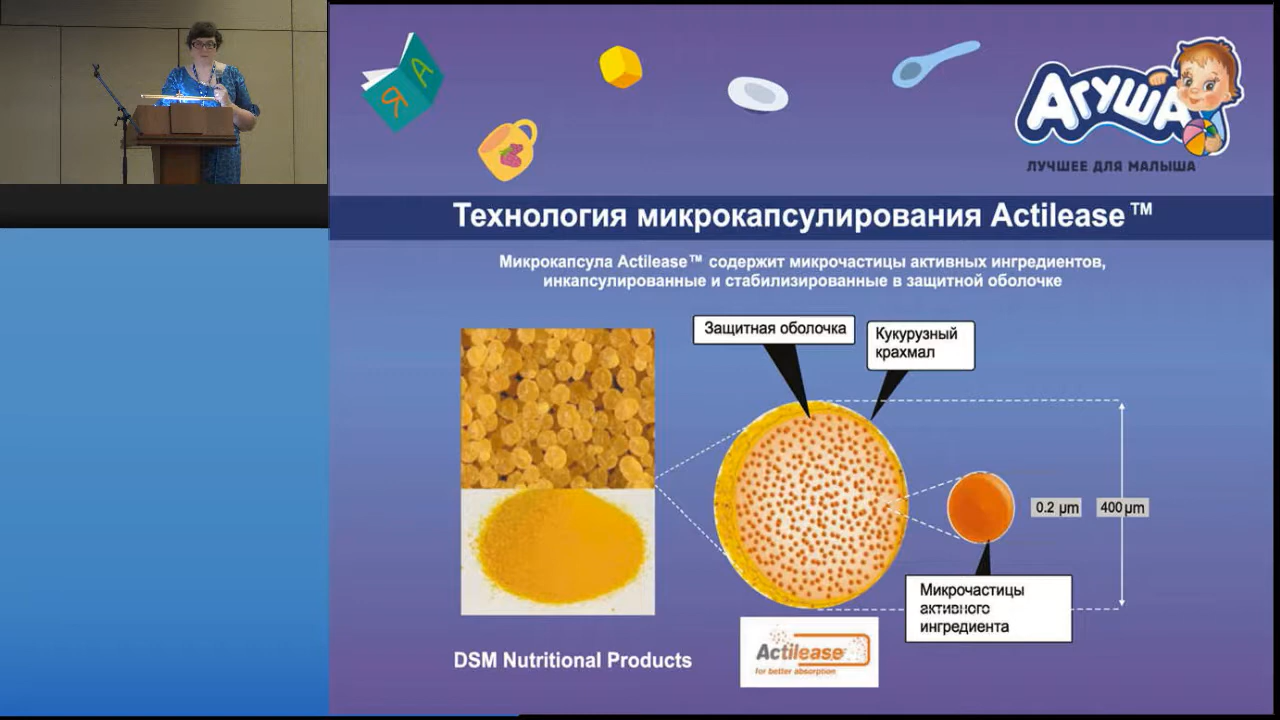 Я А
Агуша
ЛУЧШЕЕ ДЛЯ МАЛЫША
Технология микрокапсулирования Actilease™
Микрокапсула Actilease™ содержит микрочастицы активных ингредиентов,
инкапсулированные и стабилизированные в защитной оболочке
Защитная оболочка
Кукурузный
крахмал
0.2 µm
400 µm
Микрочастицы
активного
ингредиента
DSM Nutritional Products
Actilease
for better absorption